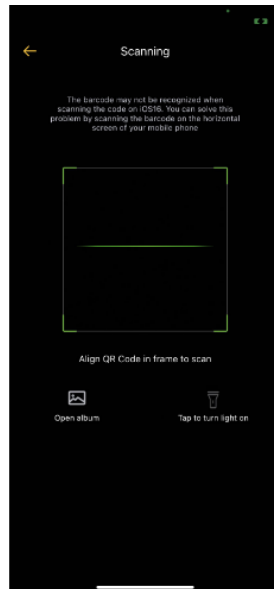 Scanning
The barcode may not be recognized when
scanning the code on iOS16. You can solve this
problem by scanning the barcode on the horizontal
screen of your mobile phone
Align QR Code in frame to scan
Open album
Tap to turn light on